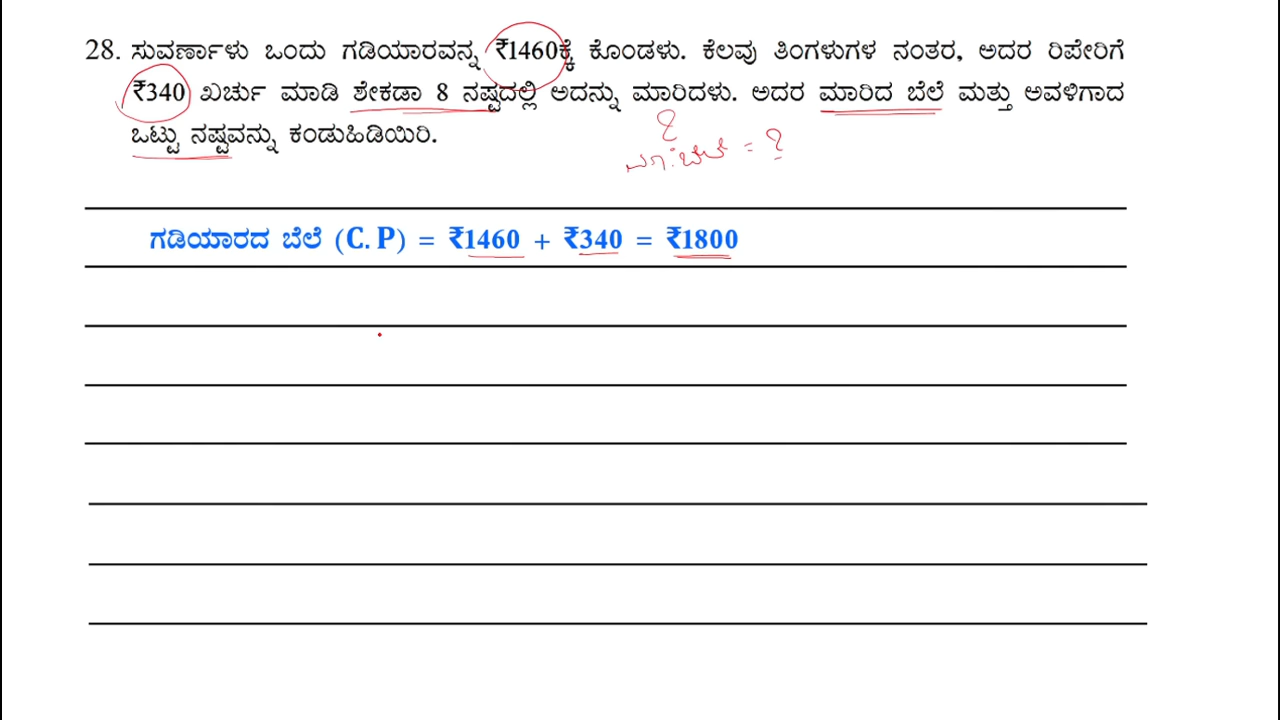 28. ಸುವರ್ಣಾಳು ಒಂದು ಗಡಿಯಾರವನ್ನ ₹1460ಕ್ಕೆ ಕೊಂಡಳು. ಕೆಲವು ತಿಂಗಳುಗಳ ನಂತರ, ಅದರ ರಿಪೇರಿಗೆ
₹340 ಖರ್ಚು ಮಾಡಿ ಶೇಕಡಾ 8 ನಷ್ಟದಲ್ಲಿ ಅದನ್ನು ಮಾರಿದಳು. ಅದರ ಮಾರಿದ ಬೆಲೆ ಮತ್ತು ಅವಳಿಗಾದ
ಒಟ್ಟು ನಷ್ಟವನ್ನು ಕಂಡುಹಿಡಿಯಿರಿ.
?
= ?
ಗಡಿಯಾರದ ಬೆಲೆ (C. P) = ₹1460 + ₹340 = ₹1800